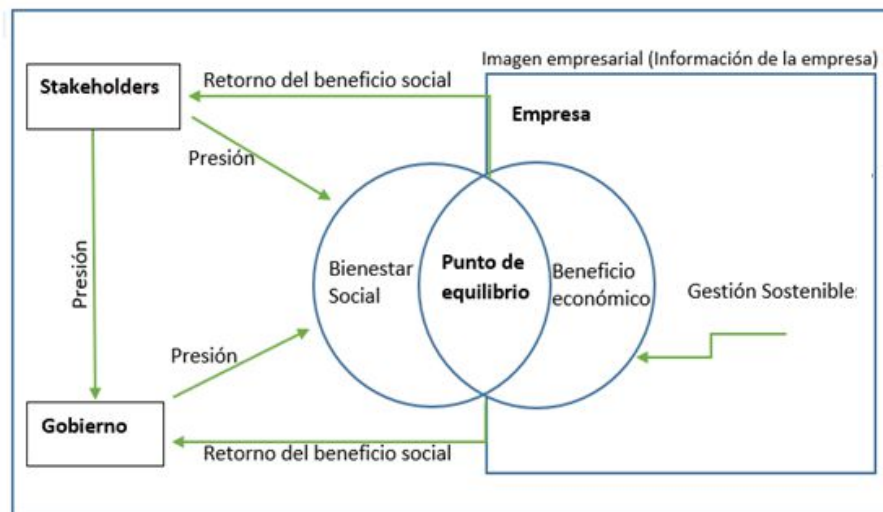 Imagen empresarial (Información de la empresa)
Stakeholders
Retorno del beneficio social
Empresa
Presión
Presión
Bienestar
Social
Punto de
equilibrio
Beneficio
económico
Gestión Sostenible:
Presión
Gobierno
Retorno del beneficio social